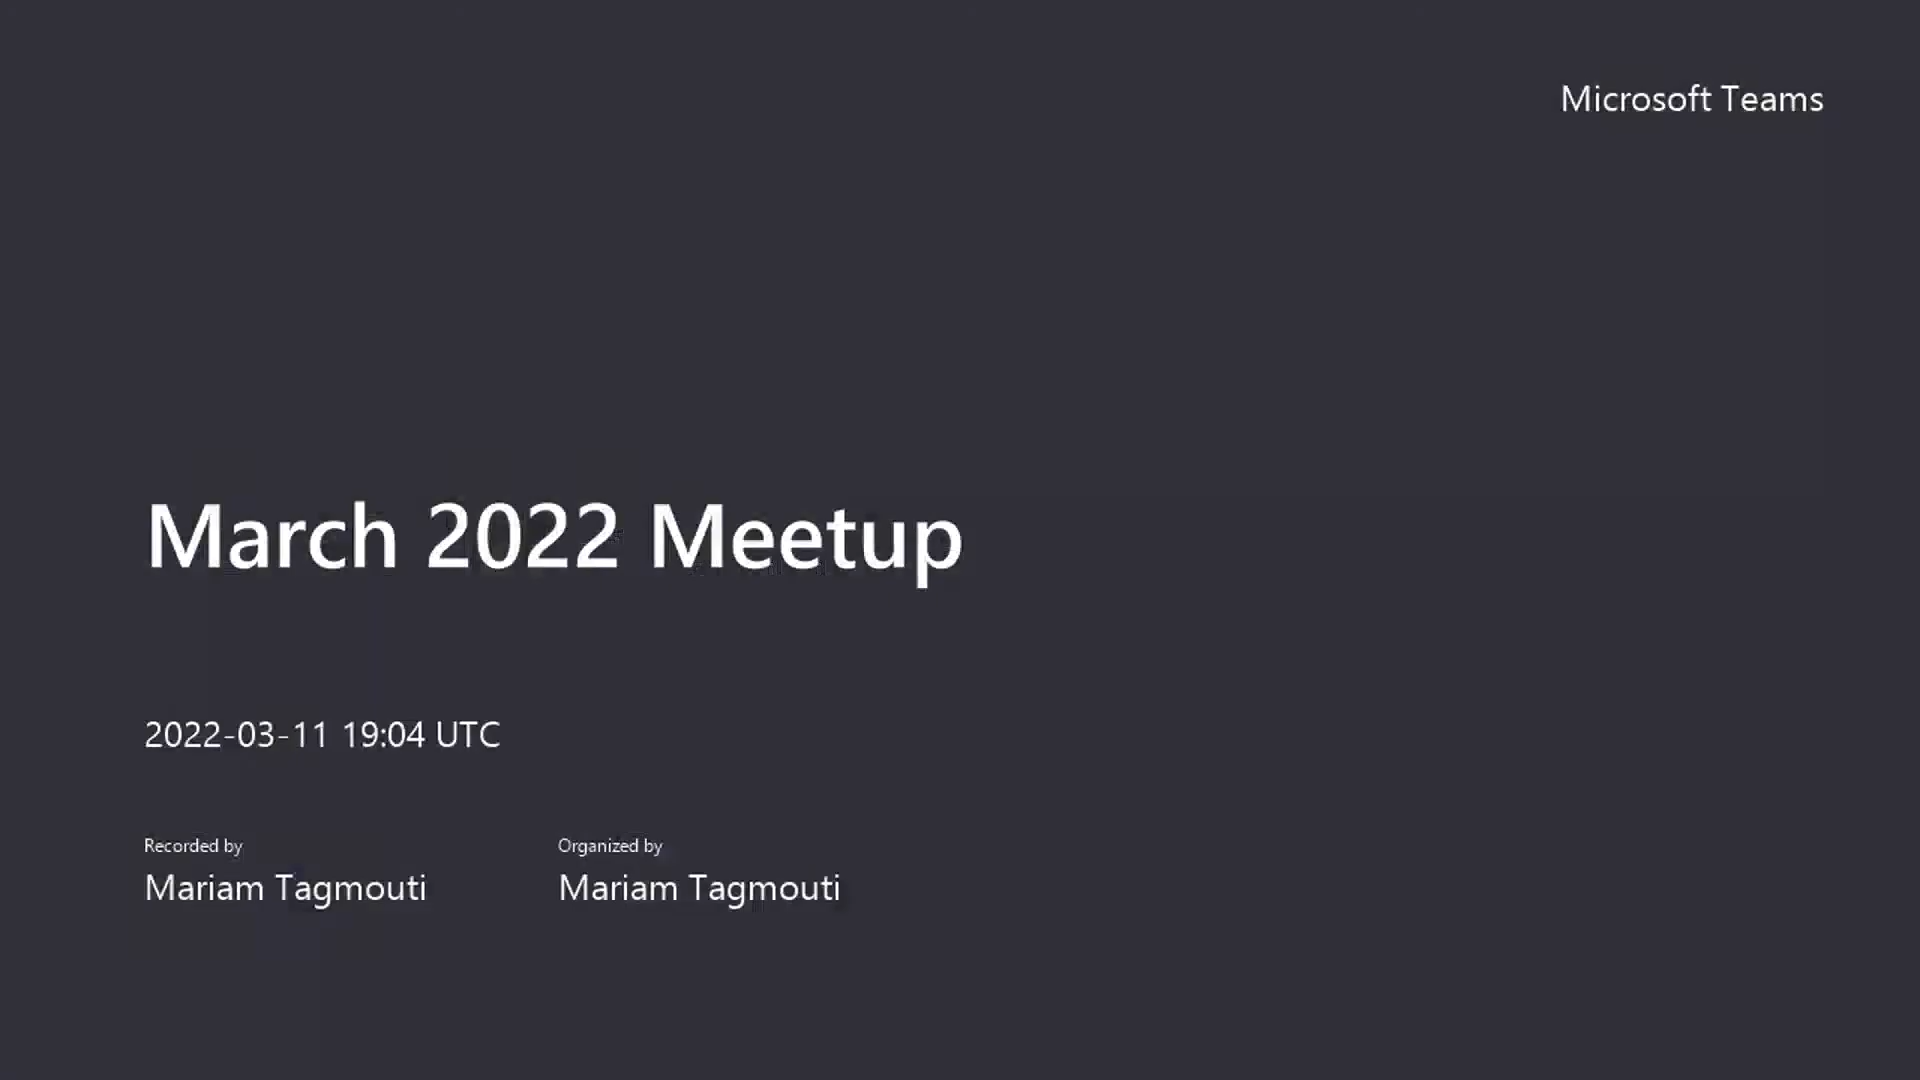 Microsoft Teams
March 2022 Meetup
2022-03-11 19:04 UTC
Recorded by
Mariam Tagmouti
Organized by
Mariam Tagmouti